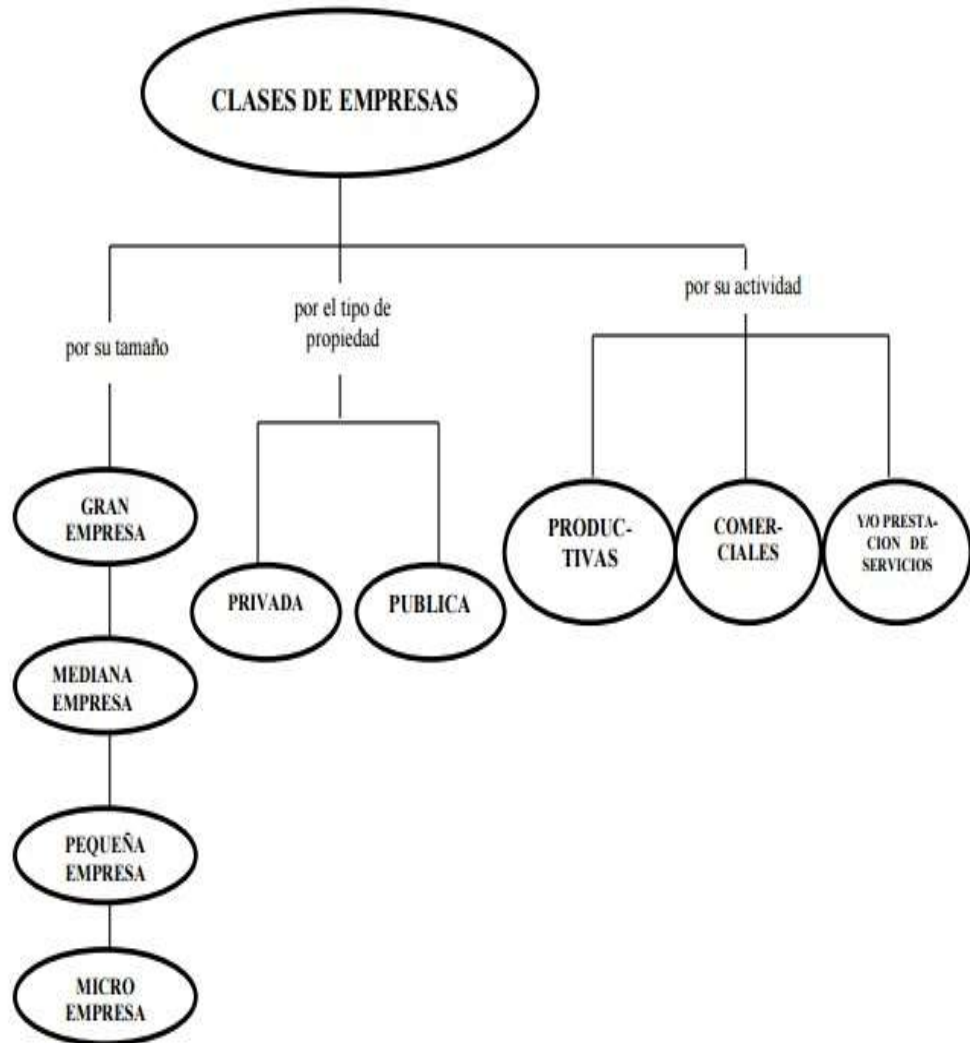 CLASES DE EMPRESAS
por su tamaño
por el tipo de
propiedad
por su actividad
GRAN
EMPRESA
MEDIANA
EMPRESA
PEQUEÑA
EMPRESA
MICRO
EMPRESA
PRIVADA
PUBLICA
PRODUC-
TIVAS
COMER-
CIALES
Y/O PRESTA-
CION DE
SERVICIOS